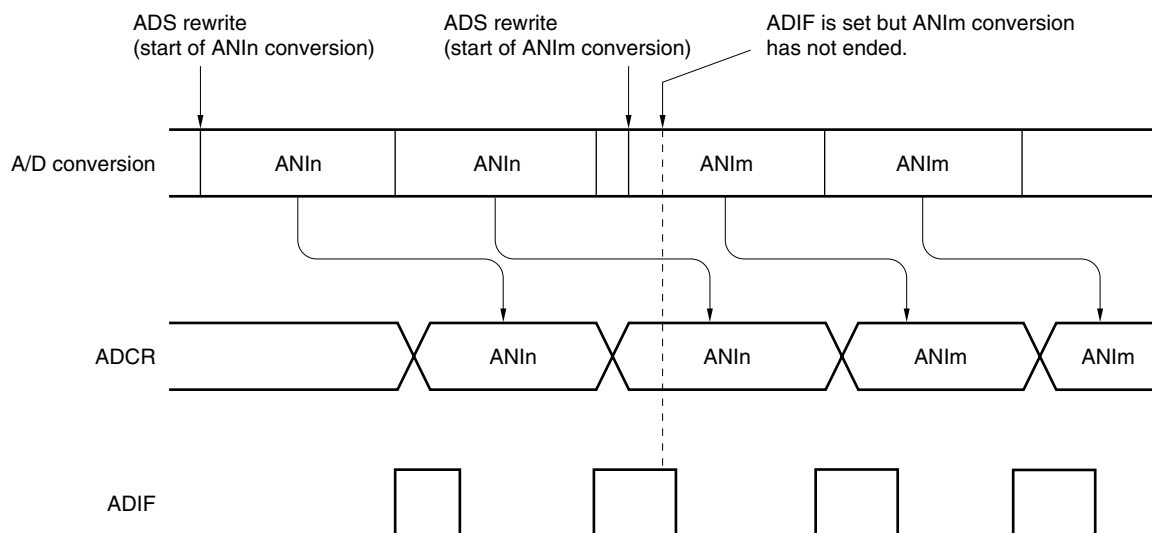 ADS rewrite
(start of ANIn conversion)
ADS rewrite
(start of ANIm conversion)
ADIF is set but ANIm conversion
has not ended.
A/D conversion
ANIn
ANIn
ANIm
ANIm
ADCR
ANIn
ANIn
ANIm
ANIm
ADIF